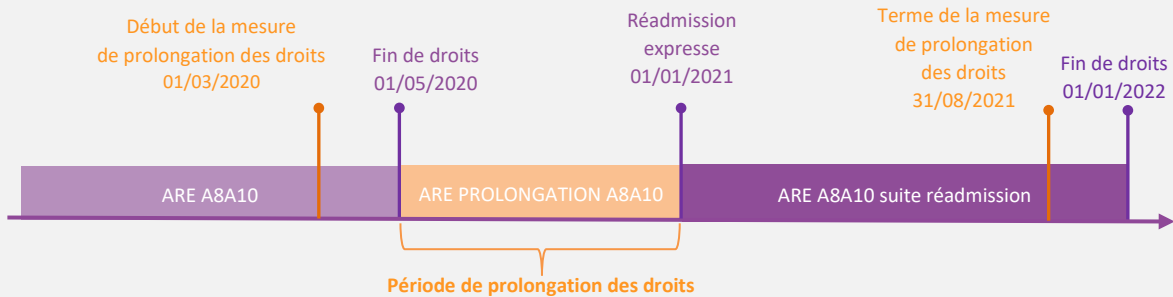 Début de la mesure
de prolongation des droits
01/03/2020
Fin de droits
01/05/2020
Réadmission
expresse
01/01/2021
Terme de la mesure
de prolongation
des droits
31/08/2021
Fin de droits
01/01/2022
ARE A8A10
ARE PROLONGATION A8A10
ARE A8A10 suite réadmission
Période de prolongation des droits